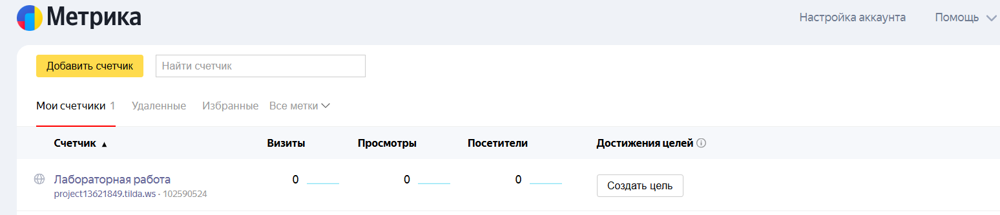 Метрика
Настройка аккаунта Помощь
Добавить счетчик Найти счетчик
Мои счетчики 1 Удаленные Избранные Все метки
Счетчик ▲ Визиты Просмотры Посетители Достижения целей
Лабораторная работа 0 0 0 Создать цель
project13621849.tilda.ws · 102590524